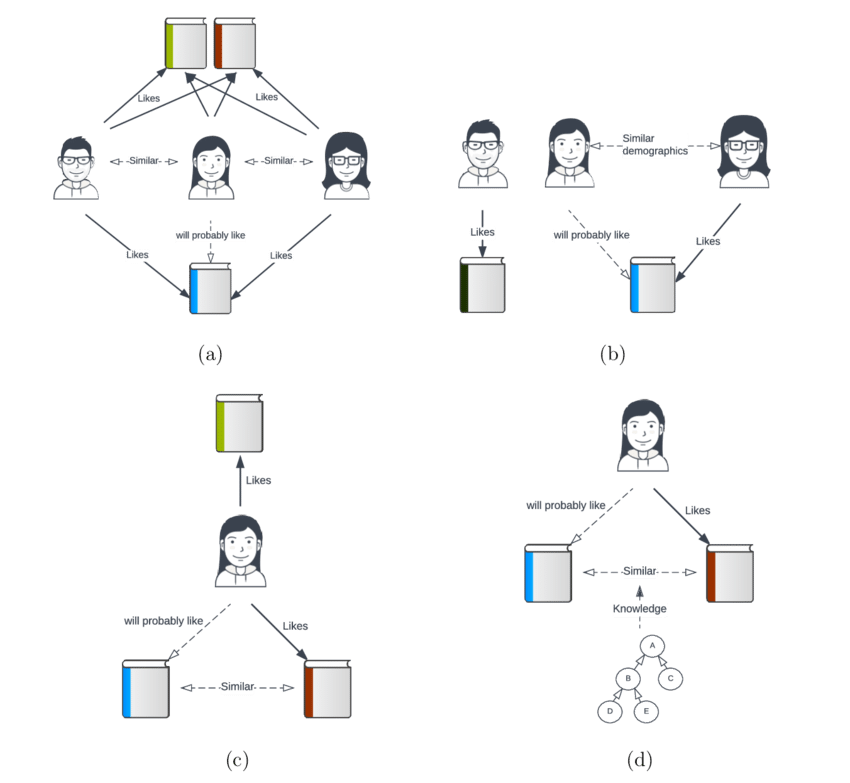 Likes
Likes
Similar
Similar
will probably like
Likes
Likes
(a)
Similar
demographics
Likes
will probably like
Likes
(b)
Likes
will probably like
Likes
Similar
(c)
will probably like
Likes
Similar
Knowledge
A
B
C
D
E
(d)